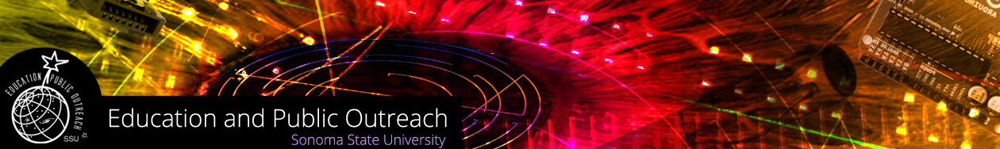 EDUCATION PUBLIC OUTREACH
SSU
Education and Public Outreach
Sonoma State University